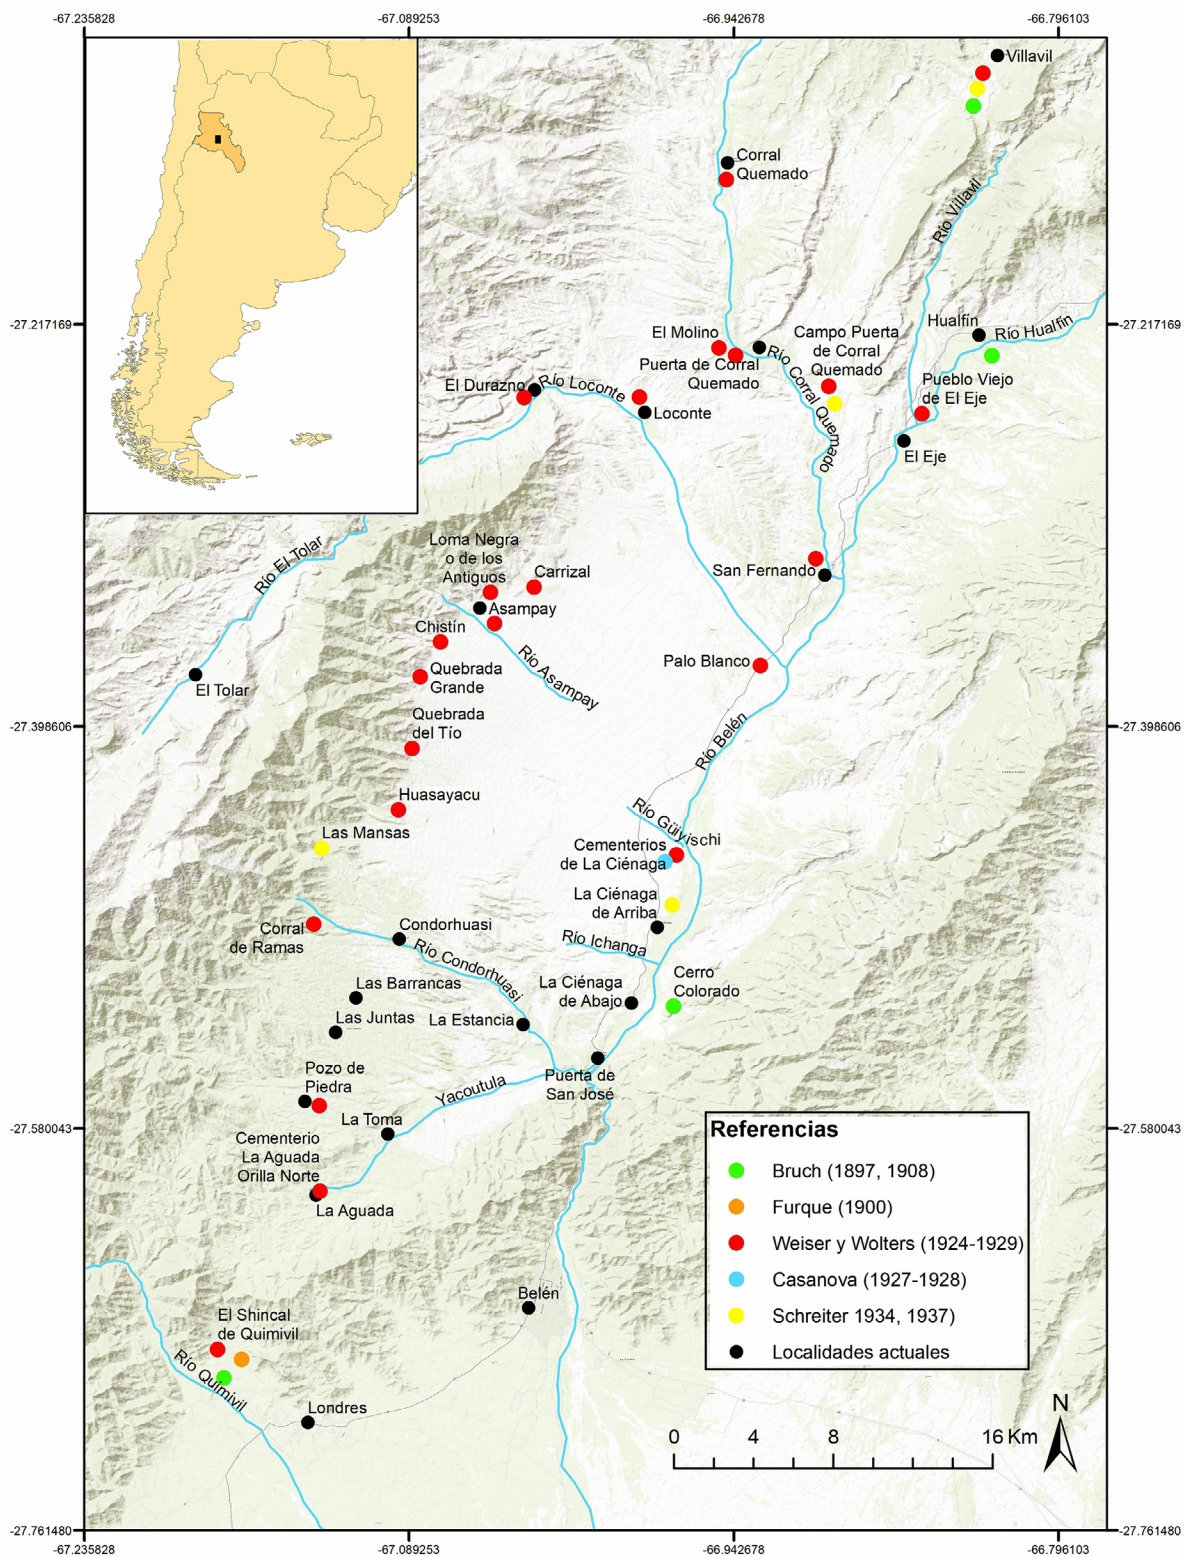 -67.235828
-67.089253
-66.942678
-66.796103
Villavil
Corral
Quemado
Río Villavil
-27.217169
-27.217169
Hualfín
Río Hualfín
El Molino
Campo Puerta
de Corral
Quemado
Puerta de Corral
Quemado
Río Corral Quemado
Pueblo Viejo
de El Eje
El Durazno
Río Loconte
Loconte
El Eje
Río El Tolar
Loma Negra
o de los
Antiguos
Carrizal
San Fernando
Asampay
Chistín
Río Asampay
Quebrada
Grande
Palo Blanco
El Tolar
Quebrada
del Tío
-27.398606
-27.398606
Río Belén
Huasayacu
Río Güiyischi
Las Mansas
Cementerios
de La Ciénaga
La Ciénaga
de Arriba
Corral
de Ramas
Condorhuasi
Río Condorhuasi
Río Ichanga
Las Barrancas
La Ciénaga
de Abajo
Cerro
Colorado
Las Juntas
La Estancia
Pozo de
Piedra
Puerta de
San José
Yacoutula
La Toma
-27.580043
-27.580043
Cementerio
La Aguada
Orilla Norte
La Aguada
Referencias
Bruch (1897, 1908)
Furque (1900)
Weiser y Wolters (1924-1929)
Casanova (1927-1928)
Schreiter 1934, 1937)
Localidades actuales
Belén
El Shincal
de Quimivil
Río Quimivil
Londres
N
0
4
8
16 Km
-27.761480
-27.761480
-67.235828
-67.089253
-66.942678
-66.796103